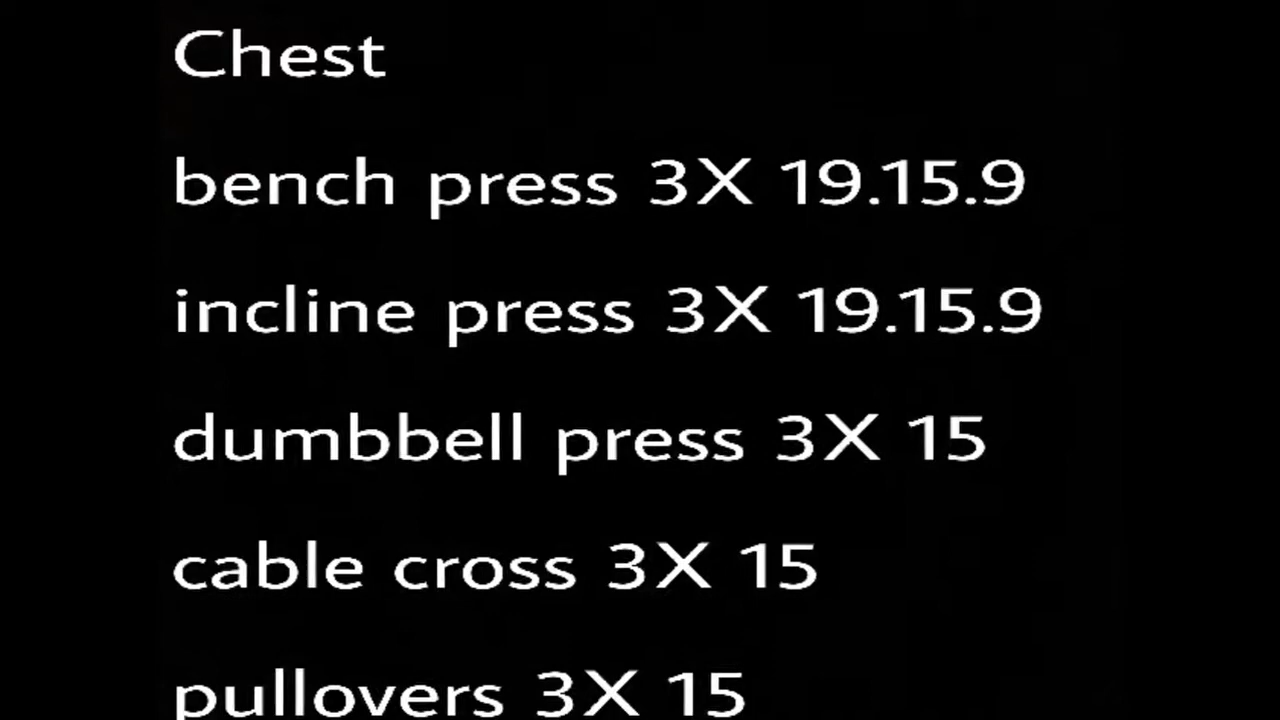 Chest
bench press 3X 19.15.9
incline press 3X 19.15.9
dumbbell press 3X 15
cable cross 3X 15
pullovers 3X 15